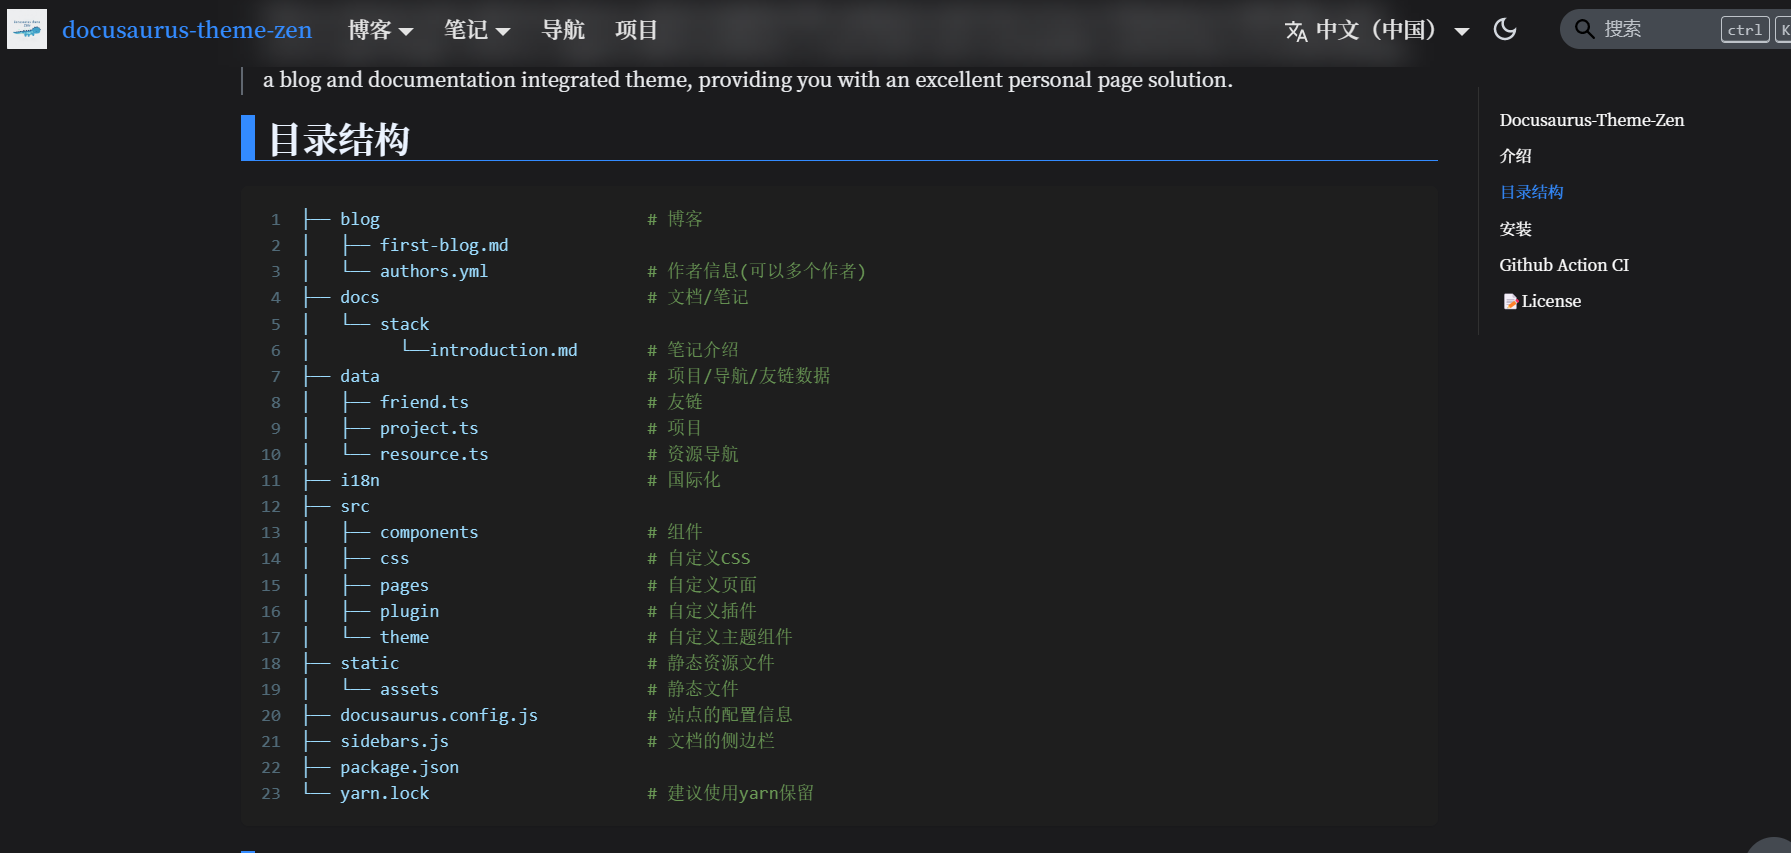 docusaurus-theme-zen 博客 笔记 导航 项目 中文（中国） 搜索 ctrl K
a blog and documentation integrated theme, providing you with an excellent personal page solution.
目录结构
1 ├── blog # 博客
2 │ ├── first-blog.md
3 │ └── authors.yml # 作者信息(可以多个作者)
4 ├── docs # 文档/笔记
5 │ └── stack
6 │ └──introduction.md # 笔记介绍
7 ├── data # 项目/导航/友链数据
8 │ ├── friend.ts # 友链
9 │ ├── project.ts # 项目
10 │ └── resource.ts # 资源导航
11 ├── i18n # 国际化
12 ├── src
13 │ ├── components # 组件
14 │ ├── css # 自定义CSS
15 │ ├── pages # 自定义页面
16 │ ├── plugin # 自定义插件
17 │ └── theme # 自定义主题组件
18 ├── static # 静态资源文件
19 │ └── assets # 静态文件
20 ├── docusaurus.config.js # 站点的配置信息
21 ├── sidebars.js # 文档的侧边栏
22 ├── package.json
23 └── yarn.lock # 建议使用yarn保留
Docusaurus-Theme-Zen
介绍
目录结构
安装
Github Action CI
📝License